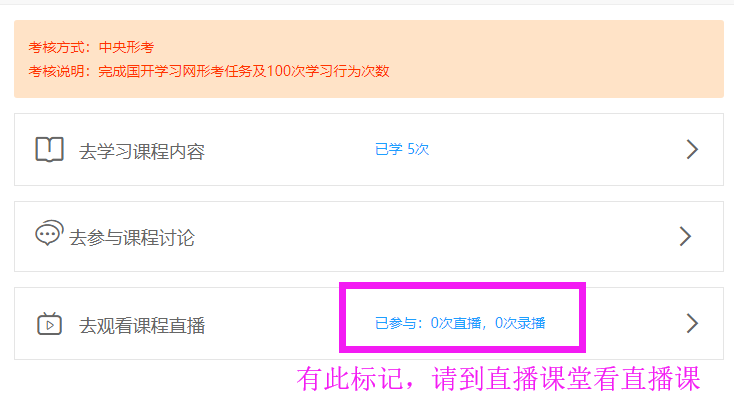 考核方式：中央形考
考核说明：完成国开学习网形考任务及100次学习行为次数
去学习课程内容 已学 5次
去参与课程讨论
去观看课程直播 已参与：0次直播，0次录播
有此标记，请到直播课堂看直播课